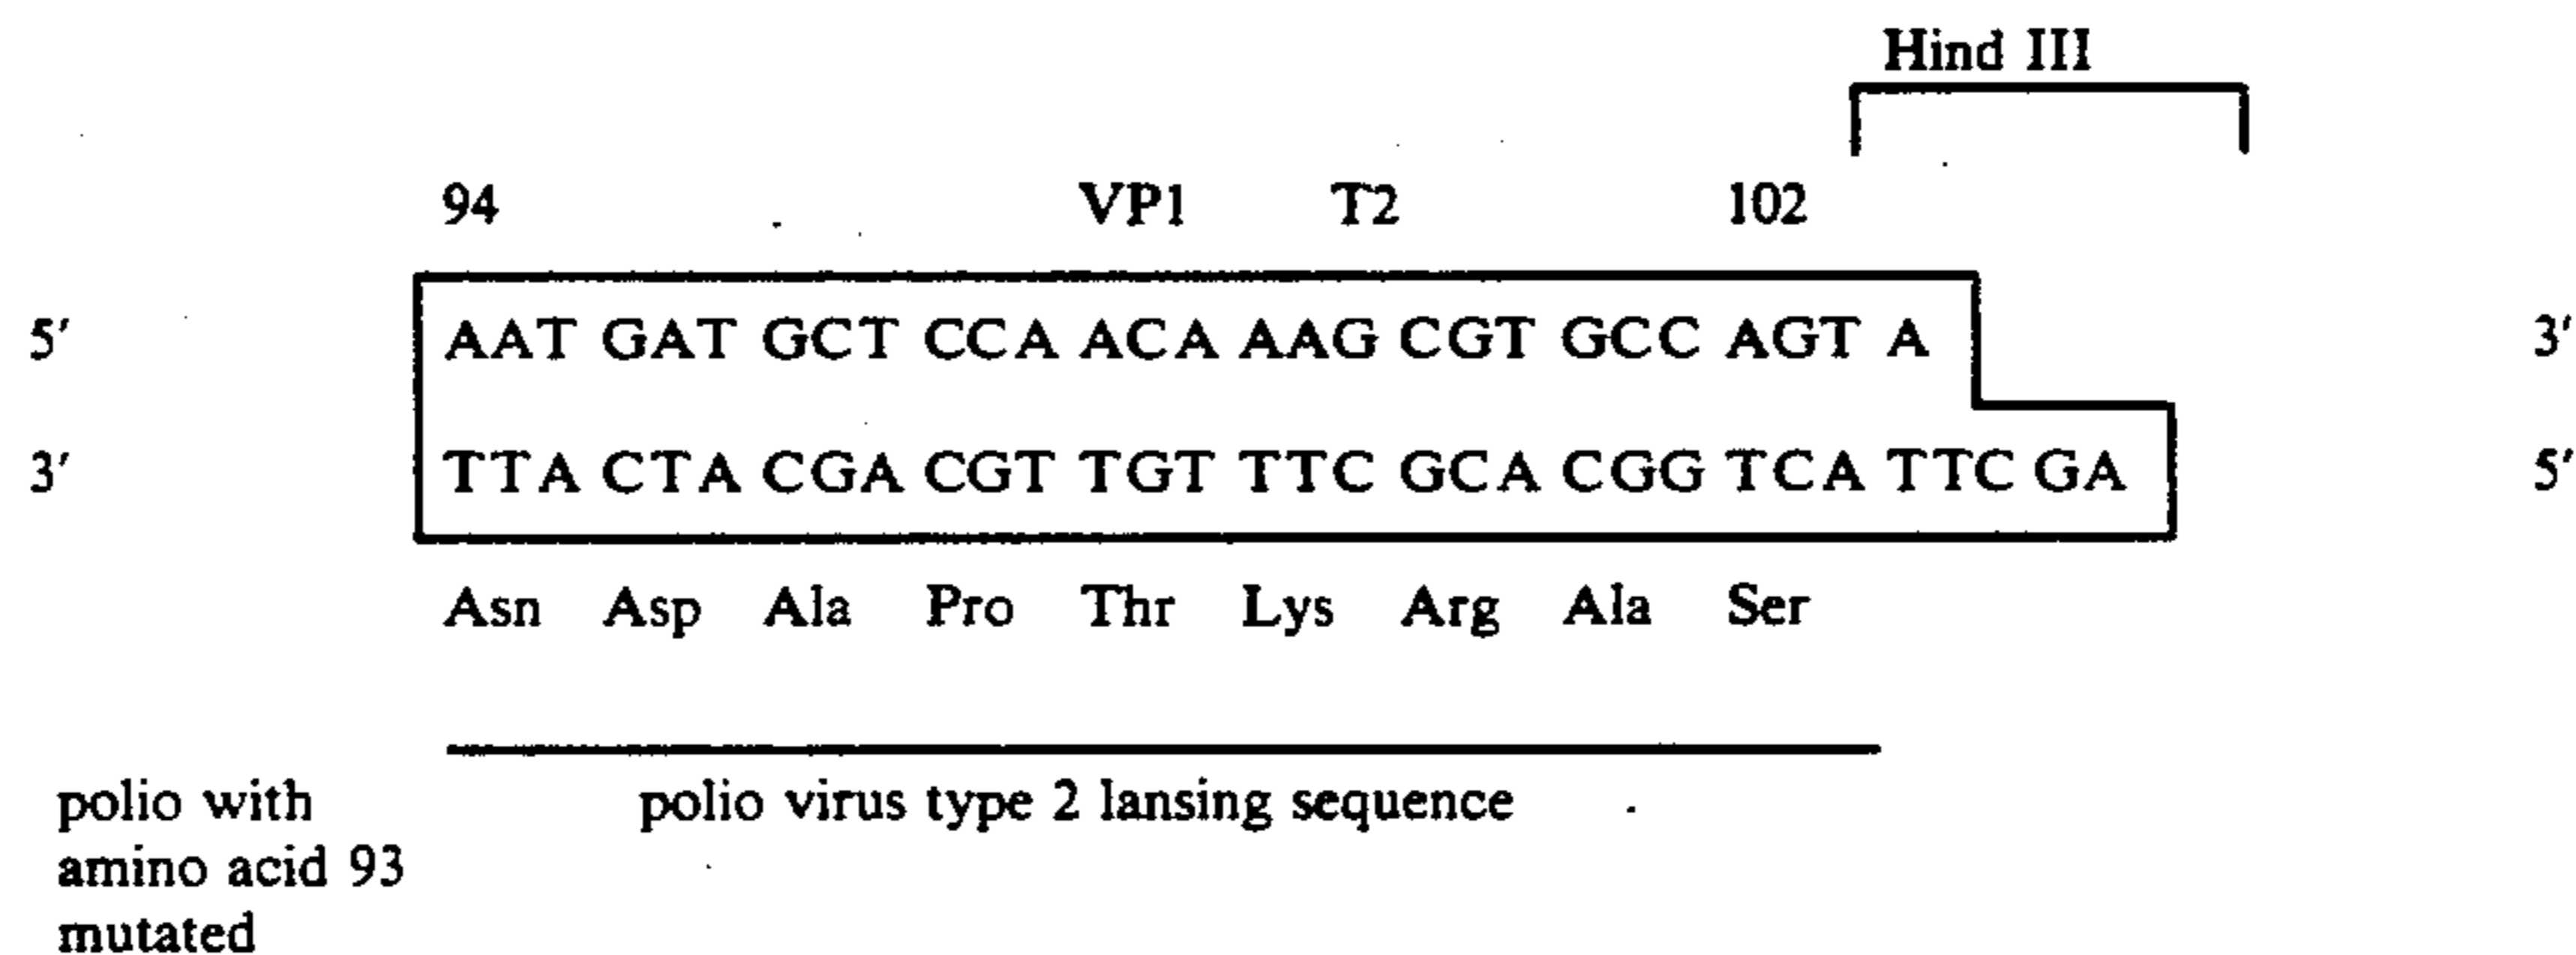 Hind III
94 VP1 T2 102
5′ AAT GAT GCT CCA ACA AAG CGT GCC AGT A 3′
3′ TTA CTA CGA CGT TGT TTC GCA CGG TCA TTC GA 5′
Asn Asp Ala Pro Thr Lys Arg Ala Ser
polio with polio virus type 2 lansing sequence
amino acid 93
mutated